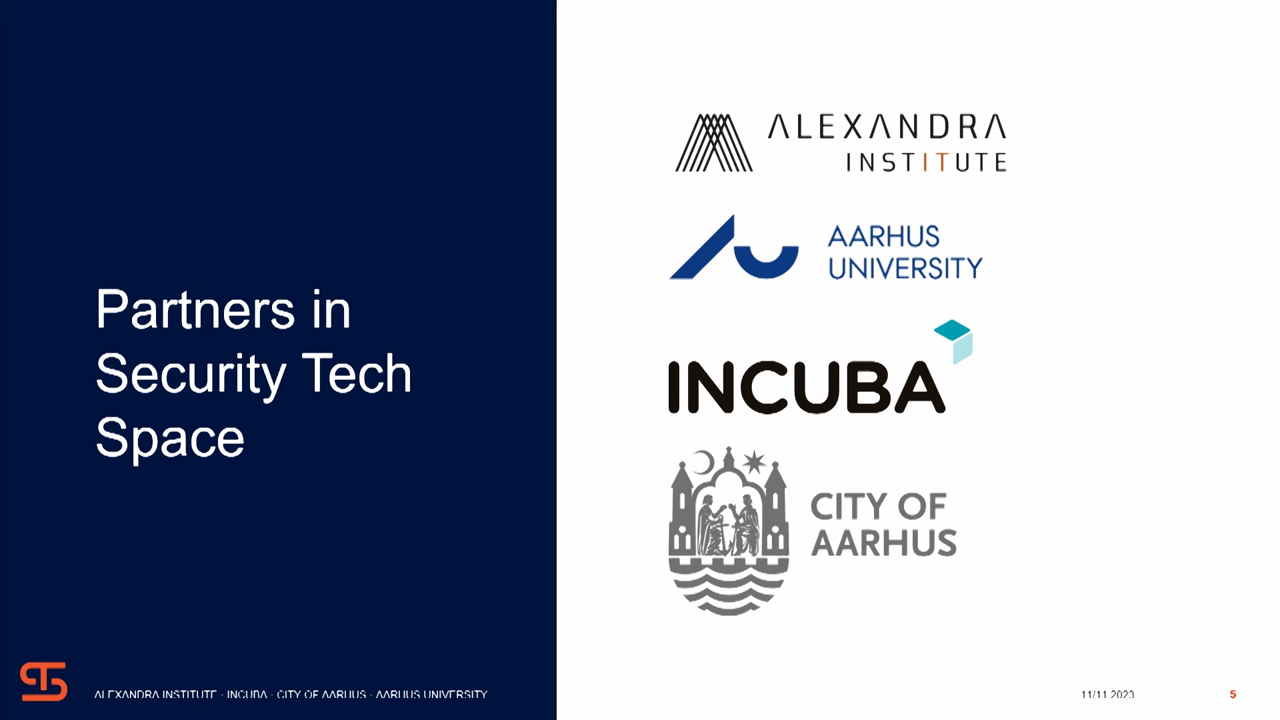 Partners in
Security Tech
Space
ALEXANDRA
INSTITUTE
AARHUS
UNIVERSITY
INCUBA
CITY OF
AARHUS
ALEXANDRA INSTITUTE · INCUBA · CITY OF AARHUS · AARHUS UNIVERSITY
11/11 2023
5